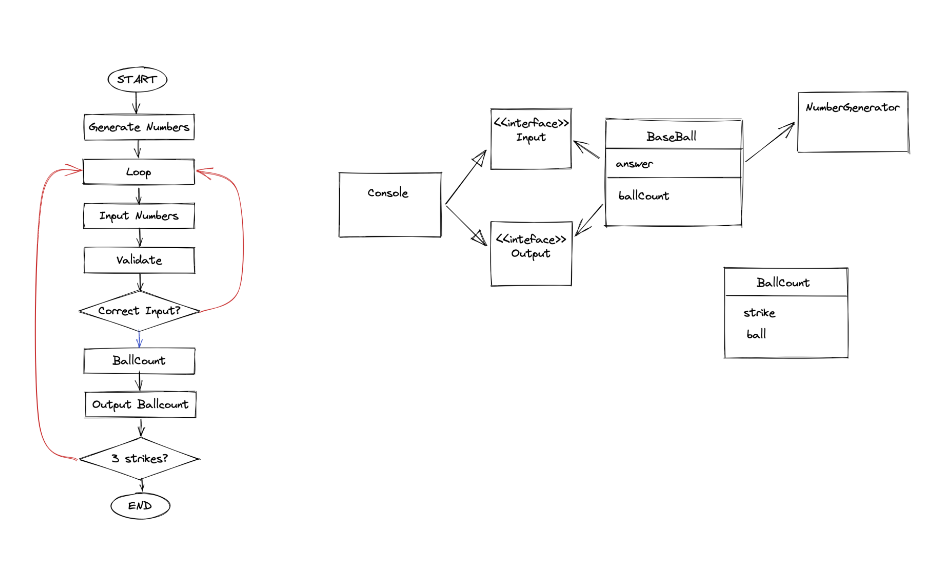 START
Generate Numbers
Loop
Input Numbers
Validate
Correct Input?
BallCount
Output Ballcount
3 strikes?
END
Console
<<interface>>
Input
<<inteface>>
Output
BaseBall
answer
ballCount
NumberGenerator
BallCount
strike
ball